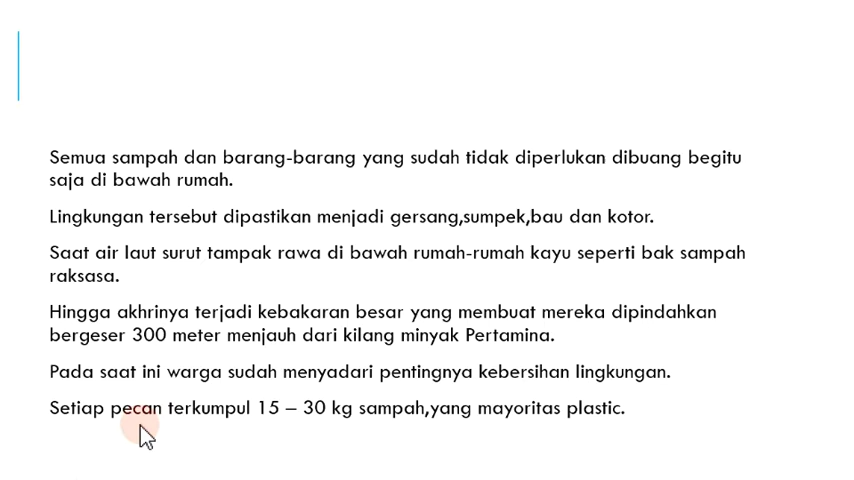 Semua sampah dan barang-barang yang sudah tidak diperlukan dibuang begitu
saja di bawah rumah.
Lingkungan tersebut dipastikan menjadi gersang,sumpek,bau dan kotor.
Saat air laut surut tampak rawa di bawah rumah-rumah kayu seperti bak sampah
raksasa.
Hingga akhrinya terjadi kebakaran besar yang membuat mereka dipindahkan
bergeser 300 meter menjauh dari kilang minyak Pertamina.
Pada saat ini warga sudah menyadari pentingnya kebersihan lingkungan.
Setiap pecan terkumpul 15 – 30 kg sampah,yang mayoritas plastic.